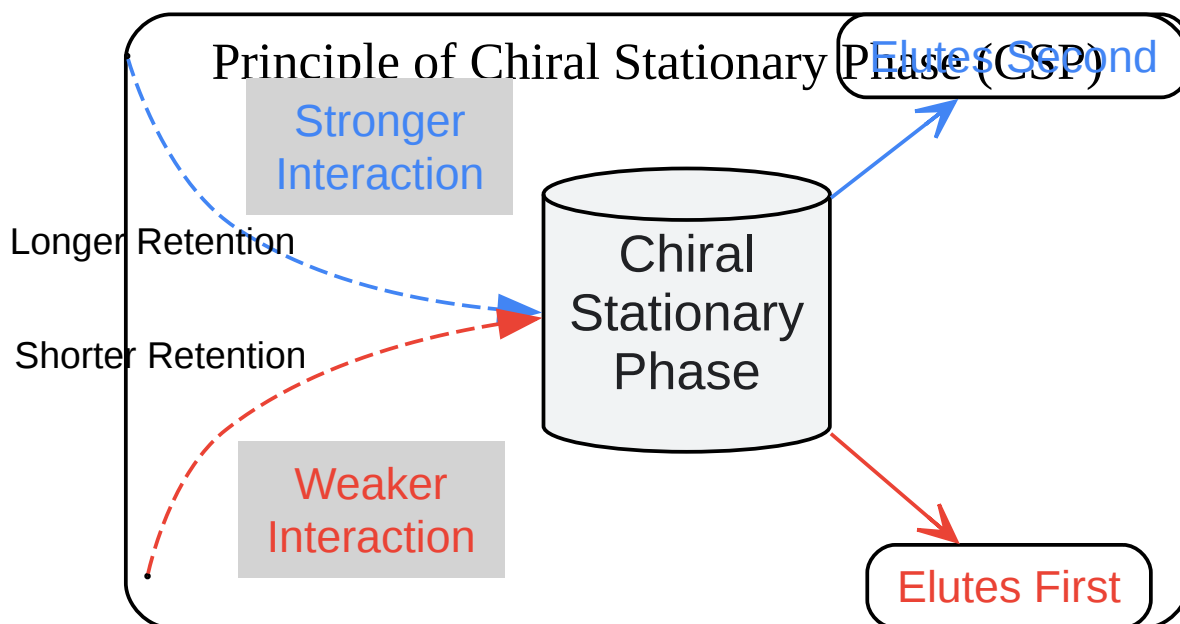 Principle of Chiral Stationary Phase (CSP)
Elutes Second
Stronger
Interaction
Longer Retention
Chiral
Stationary
Phase
Shorter Retention
Weaker
Interaction
Elutes First